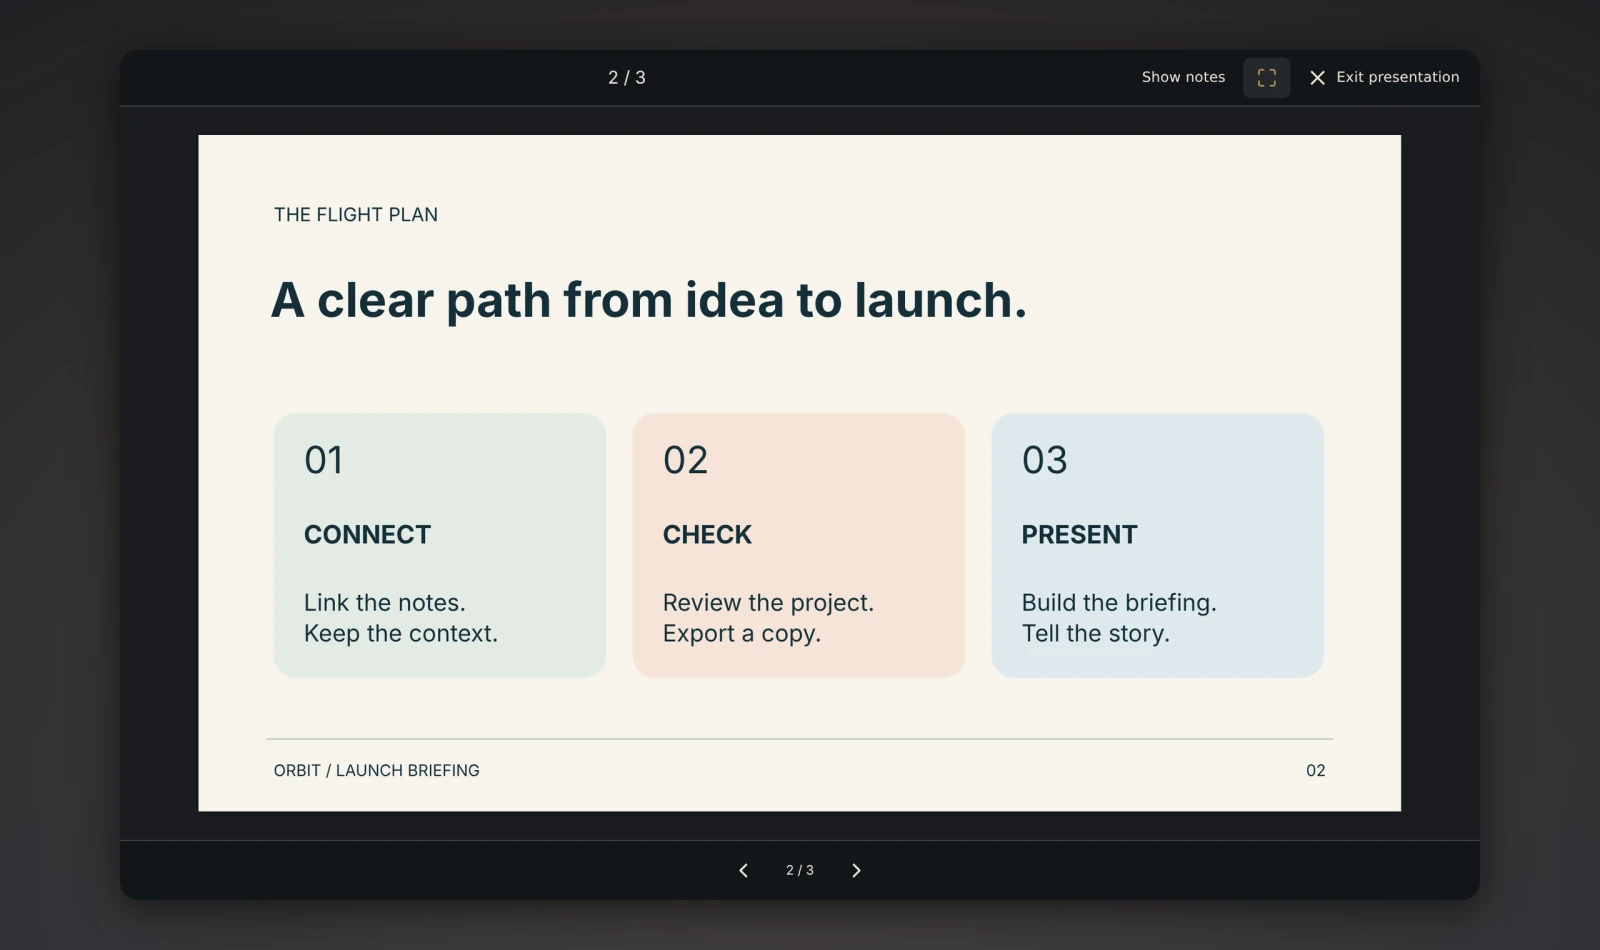 2 / 3
Show notes
Exit presentation
THE FLIGHT PLAN
A clear path from idea to launch.
01
CONNECT
Link the notes.
Keep the context.
02
CHECK
Review the project.
Export a copy.
03
PRESENT
Build the briefing.
Tell the story.
ORBIT / LAUNCH BRIEFING
02
2 / 3